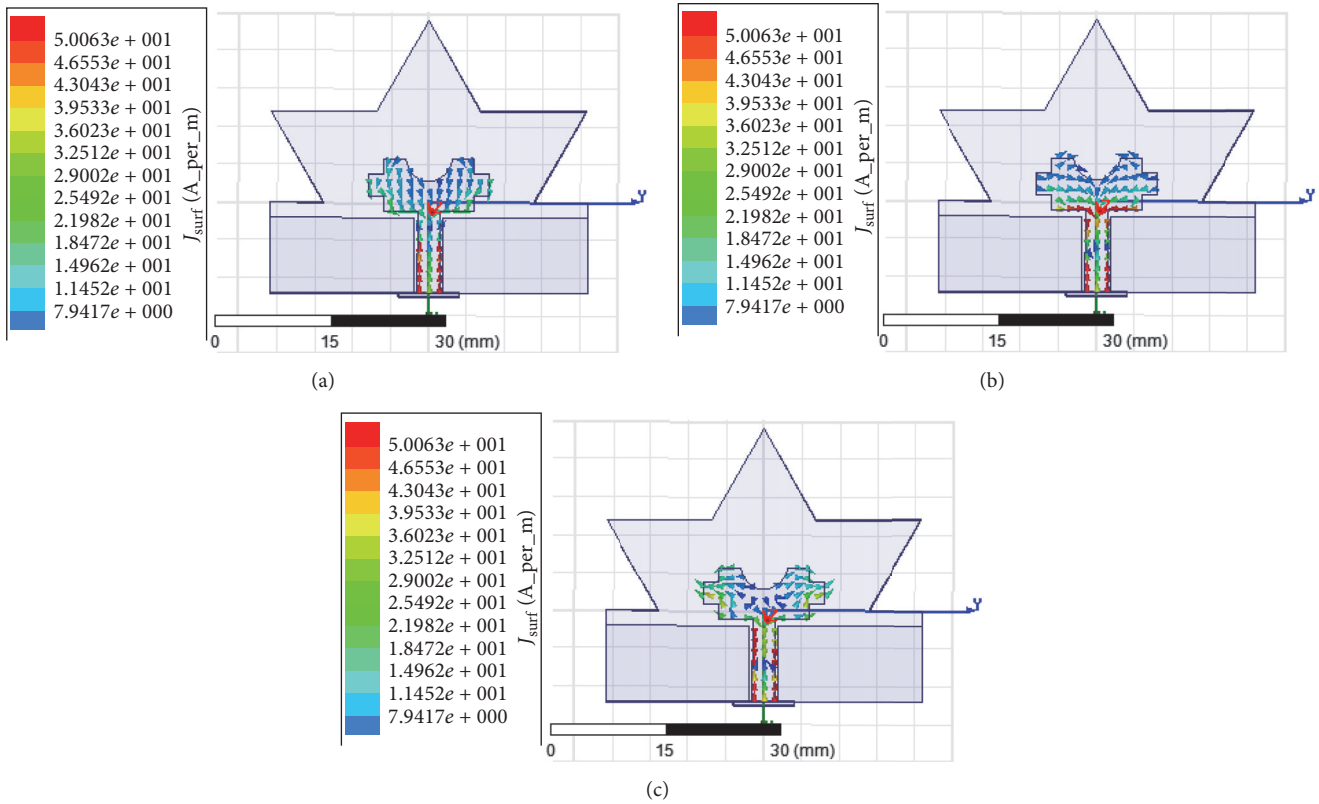 5.0063e + 001
4.6553e + 001
4.3043e + 001
3.9533e + 001
3.6023e + 001
3.2512e + 001
2.9002e + 001
2.5492e + 001
2.1982e + 001
1.8472e + 001
1.4962e + 001
1.1452e + 001
7.9417e + 000
Jsurf (A_per_m)
Y
0 15 30 (mm)
(a)
5.0063e + 001
4.6553e + 001
4.3043e + 001
3.9533e + 001
3.6023e + 001
3.2512e + 001
2.9002e + 001
2.5492e + 001
2.1982e + 001
1.8472e + 001
1.4962e + 001
1.1452e + 001
7.9417e + 000
Jsurf (A_per_m)
Y
0 15 30 (mm)
(b)
5.0063e + 001
4.6553e + 001
4.3043e + 001
3.9533e + 001
3.6023e + 001
3.2512e + 001
2.9002e + 001
2.5492e + 001
2.1982e + 001
1.8472e + 001
1.4962e + 001
1.1452e + 001
7.9417e + 000
Jsurf (A_per_m)
Y
0 15 30 (mm)
(c)